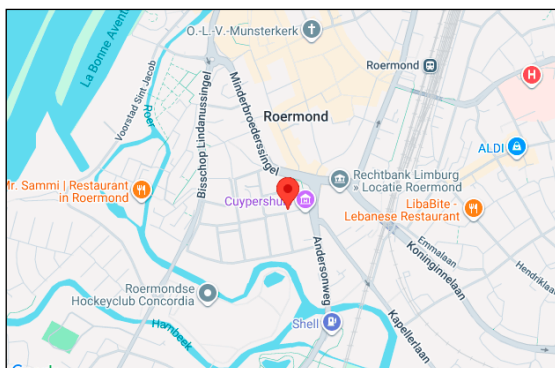 O.-L.-V.-Munsterkerk
La Bonne Avent
Roermond
H
Voorstad Sint Jacob
Roer
Bisschop Lindanussingel
Minderbroederssingel
Roermond
ALDI
Rechtbank Limburg
» Locatie Roermond
Mr. Sammi | Restaurant
in Roermond
Cuypershu
LibaBite -
Lebanese Restaurant
Emmalaan
Koninginnelaan
Hendriklaan
Andersonweg
Roermondse
Hockeyclub Concordia
Hambeek
Shell
Kapellerlaan